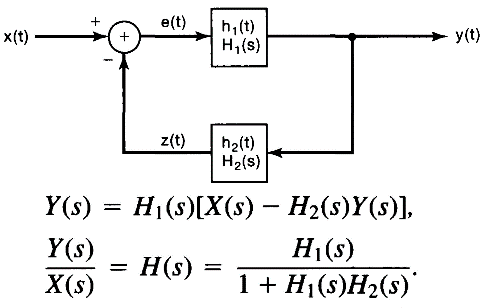 x(t)
+
+
−
e(t)
h₁(t)
H₁(s)
y(t)
z(t)
h₂(t)
H₂(s)
Y(s) = H₁(s)[X(s) − H₂(s)Y(s)],
Y(s)/X(s) = H(s) = H₁(s)/1 + H₁(s)H₂(s).